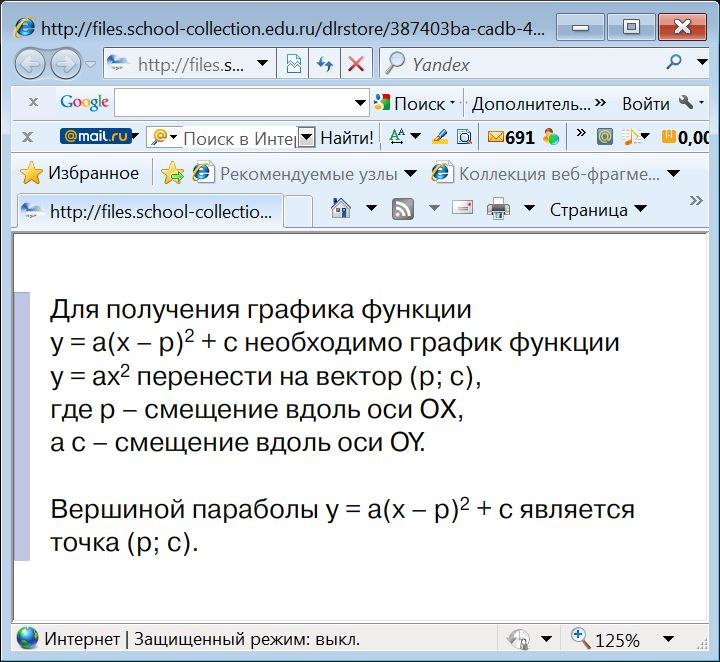 http://files.school-collection.edu.ru/dlrstore/387403ba-cadb-4...
http://files.s... Yandex
x Google Поиск Дополнитель... » Войти
x @mail.ru Поиск в Инте Найти! 691 » 0,00
Избранное Рекомендуемые узлы Коллекция веб-фрагме...
http://files.school-collectio... Страница »
Для получения графика функции
y = a(x – p)² + c необходимо график функции
y = ax² перенести на вектор (p; c),
где p – смещение вдоль оси OX,
а c – смещение вдоль оси OY.
Вершиной параболы y = a(x – p)² + c является
точка (p; c).
Интернет | Защищенный режим: выкл. 125%